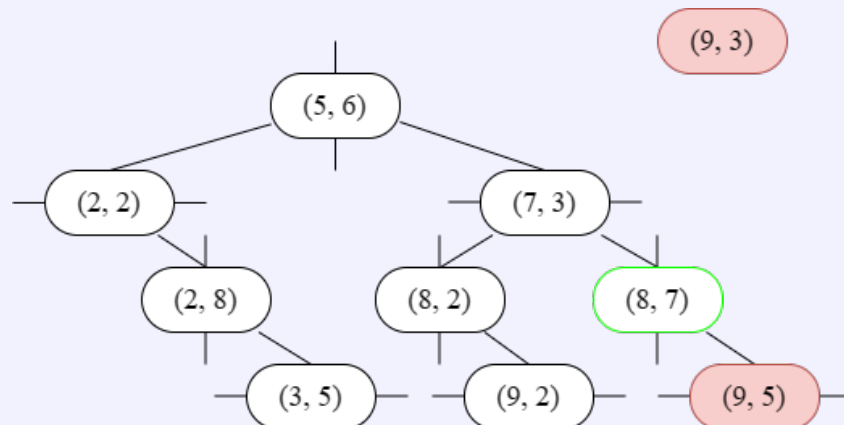 (9, 3)
(5, 6)
(2, 2) (7, 3)
(2, 8) (8, 2) (8, 7)
(3, 5) (9, 2) (9, 5)